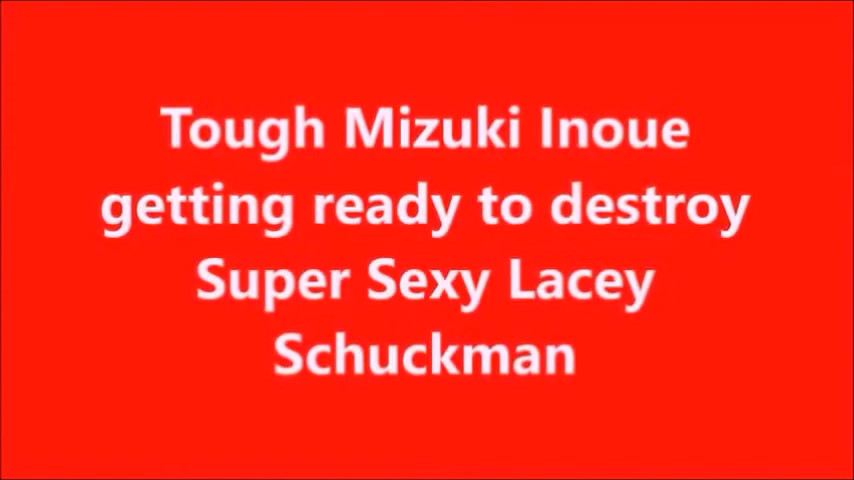 Tough Mizuki Inoue
getting ready to destroy
Super Sexy Lacey
Schuckman